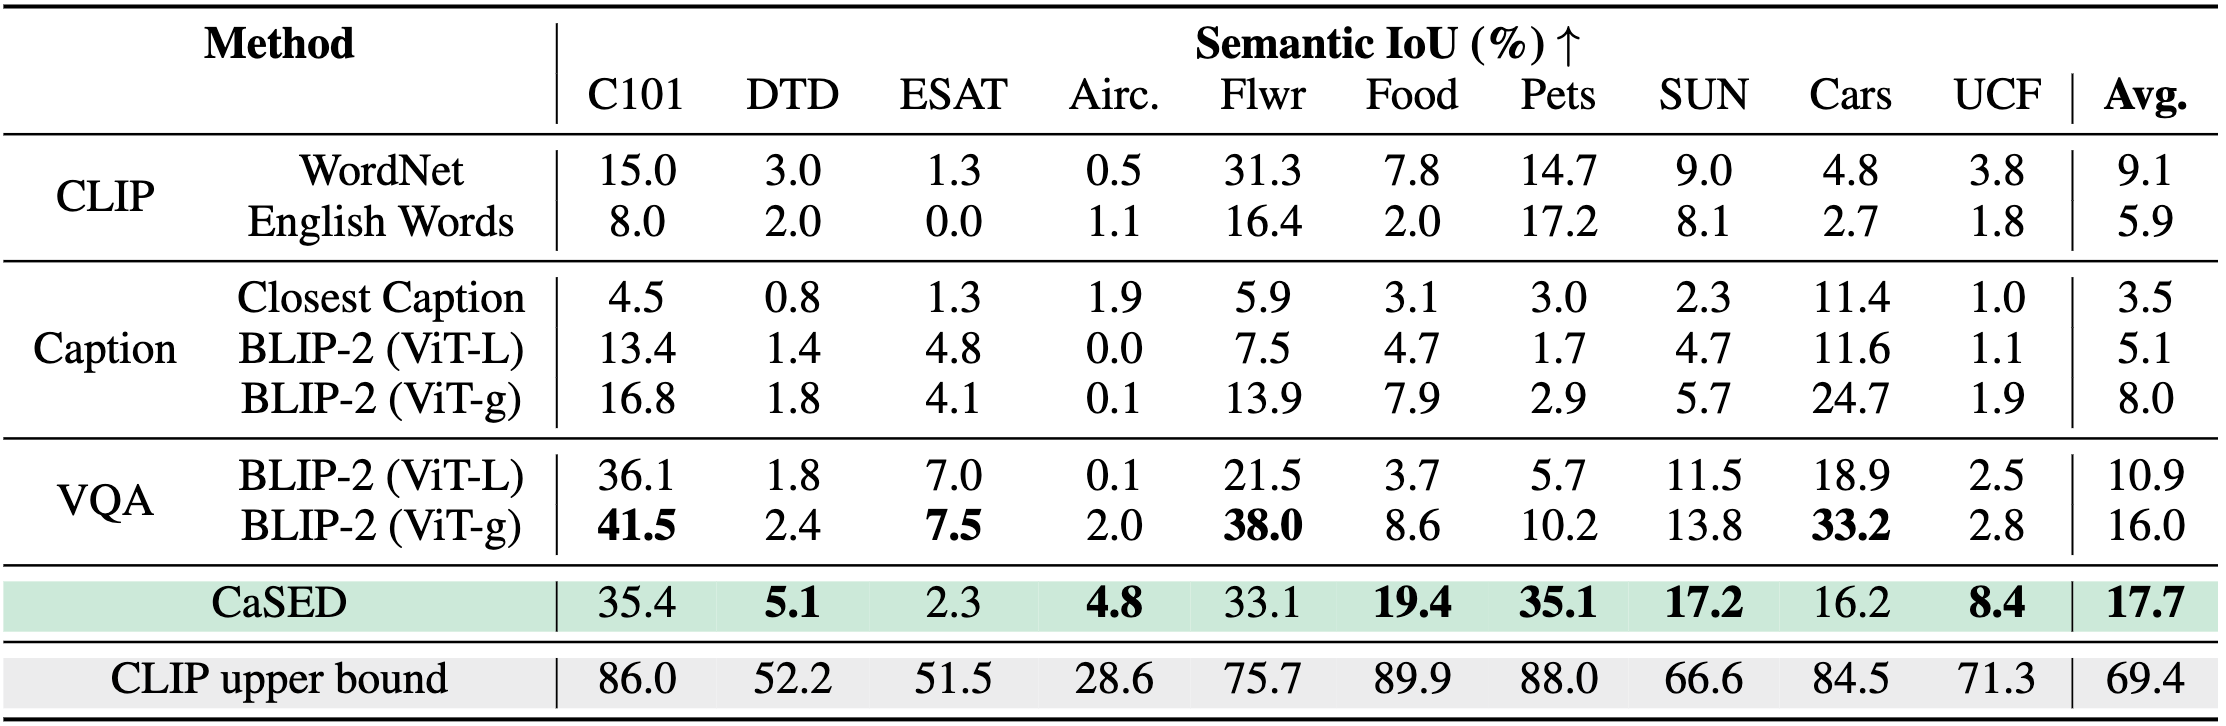 Method Semantic IoU (%) ↑
C101 DTD ESAT Airc. Flwr Food Pets SUN Cars UCF Avg.
CLIP WordNet 15.0 3.0 1.3 0.5 31.3 7.8 14.7 9.0 4.8 3.8 9.1
English Words 8.0 2.0 0.0 1.1 16.4 2.0 17.2 8.1 2.7 1.8 5.9
Closest Caption 4.5 0.8 1.3 1.9 5.9 3.1 3.0 2.3 11.4 1.0 3.5
Caption BLIP-2 (ViT-L) 13.4 1.4 4.8 0.0 7.5 4.7 1.7 4.7 11.6 1.1 5.1
BLIP-2 (ViT-g) 16.8 1.8 4.1 0.1 13.9 7.9 2.9 5.7 24.7 1.9 8.0
VQA BLIP-2 (ViT-L) 36.1 1.8 7.0 0.1 21.5 3.7 5.7 11.5 18.9 2.5 10.9
BLIP-2 (ViT-g) 41.5 2.4 7.5 2.0 38.0 8.6 10.2 13.8 33.2 2.8 16.0
CaSED 35.4 5.1 2.3 4.8 33.1 19.4 35.1 17.2 16.2 8.4 17.7
CLIP upper bound 86.0 52.2 51.5 28.6 75.7 89.9 88.0 66.6 84.5 71.3 69.4